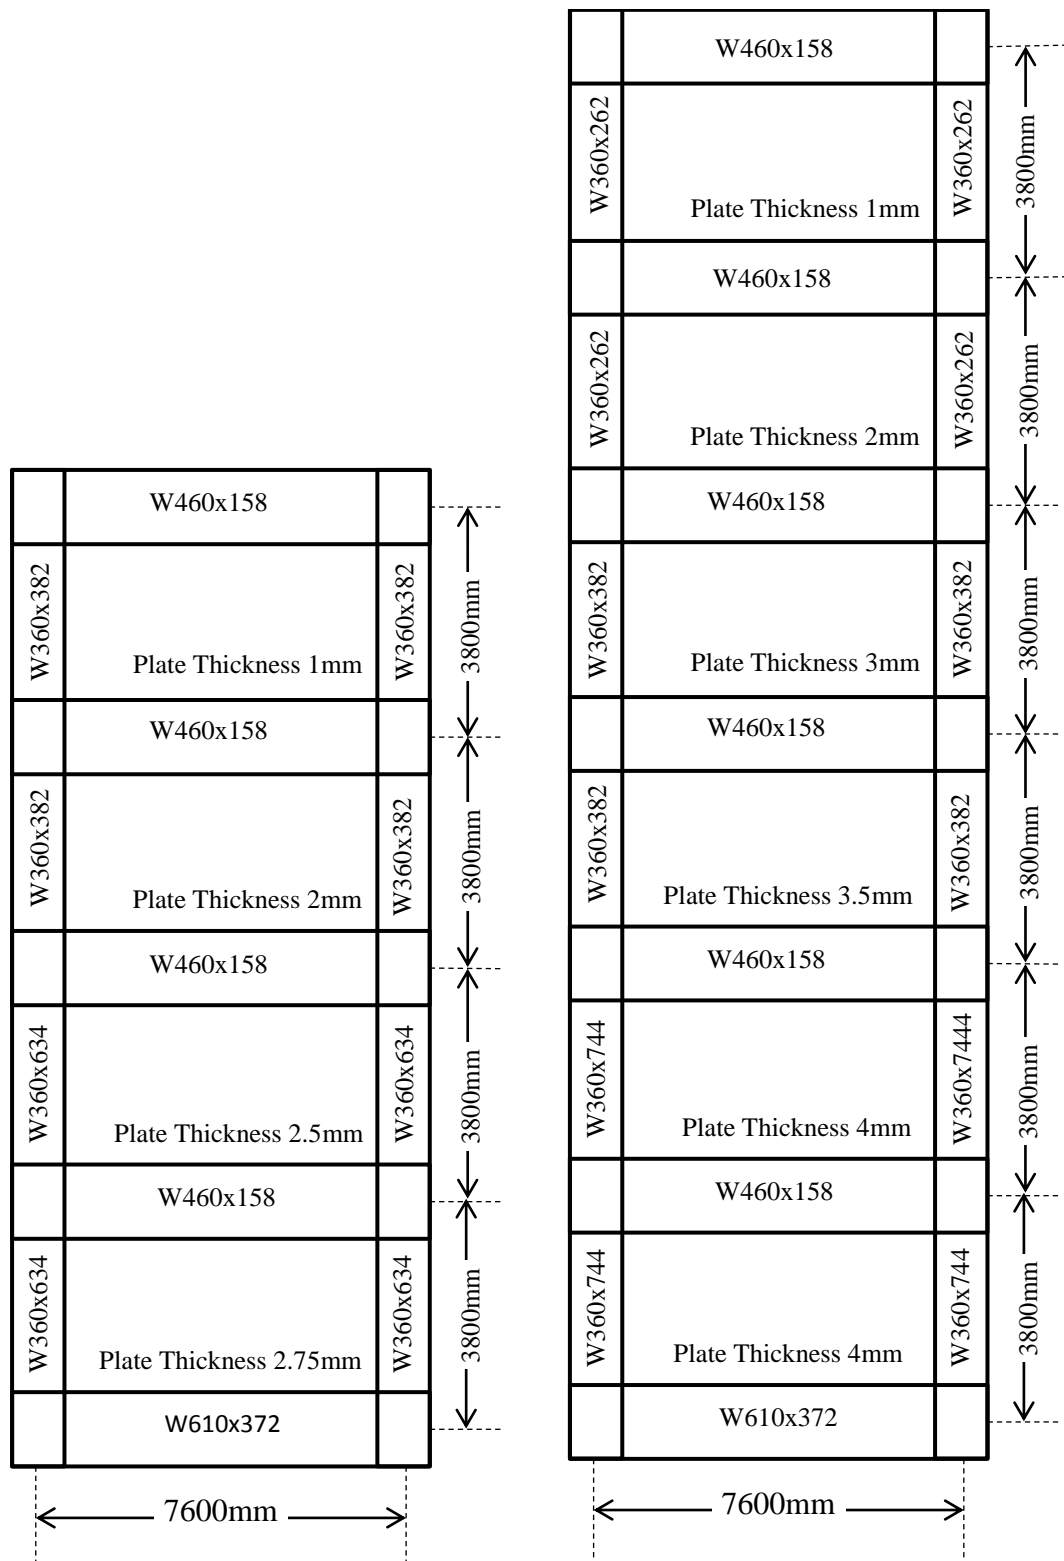 W460x158
W360x382
W360x382
3800mm
Plate Thickness 1mm
W460x158
W360x382
W360x382
3800mm
Plate Thickness 2mm
W460x158
W360x634
W360x634
3800mm
Plate Thickness 2.5mm
W460x158
W360x634
W360x634
3800mm
Plate Thickness 2.75mm
W610x372
7600mm
W460x158
W360x262
W360x262
3800mm
Plate Thickness 1mm
W460x158
W360x262
W360x262
3800mm
Plate Thickness 2mm
W460x158
W360x382
W360x382
3800mm
Plate Thickness 3mm
W460x158
W360x382
W360x382
3800mm
Plate Thickness 3.5mm
W460x158
W360x744
W360x7444
3800mm
Plate Thickness 4mm
W460x158
W360x744
W360x744
3800mm
Plate Thickness 4mm
W610x372
7600mm